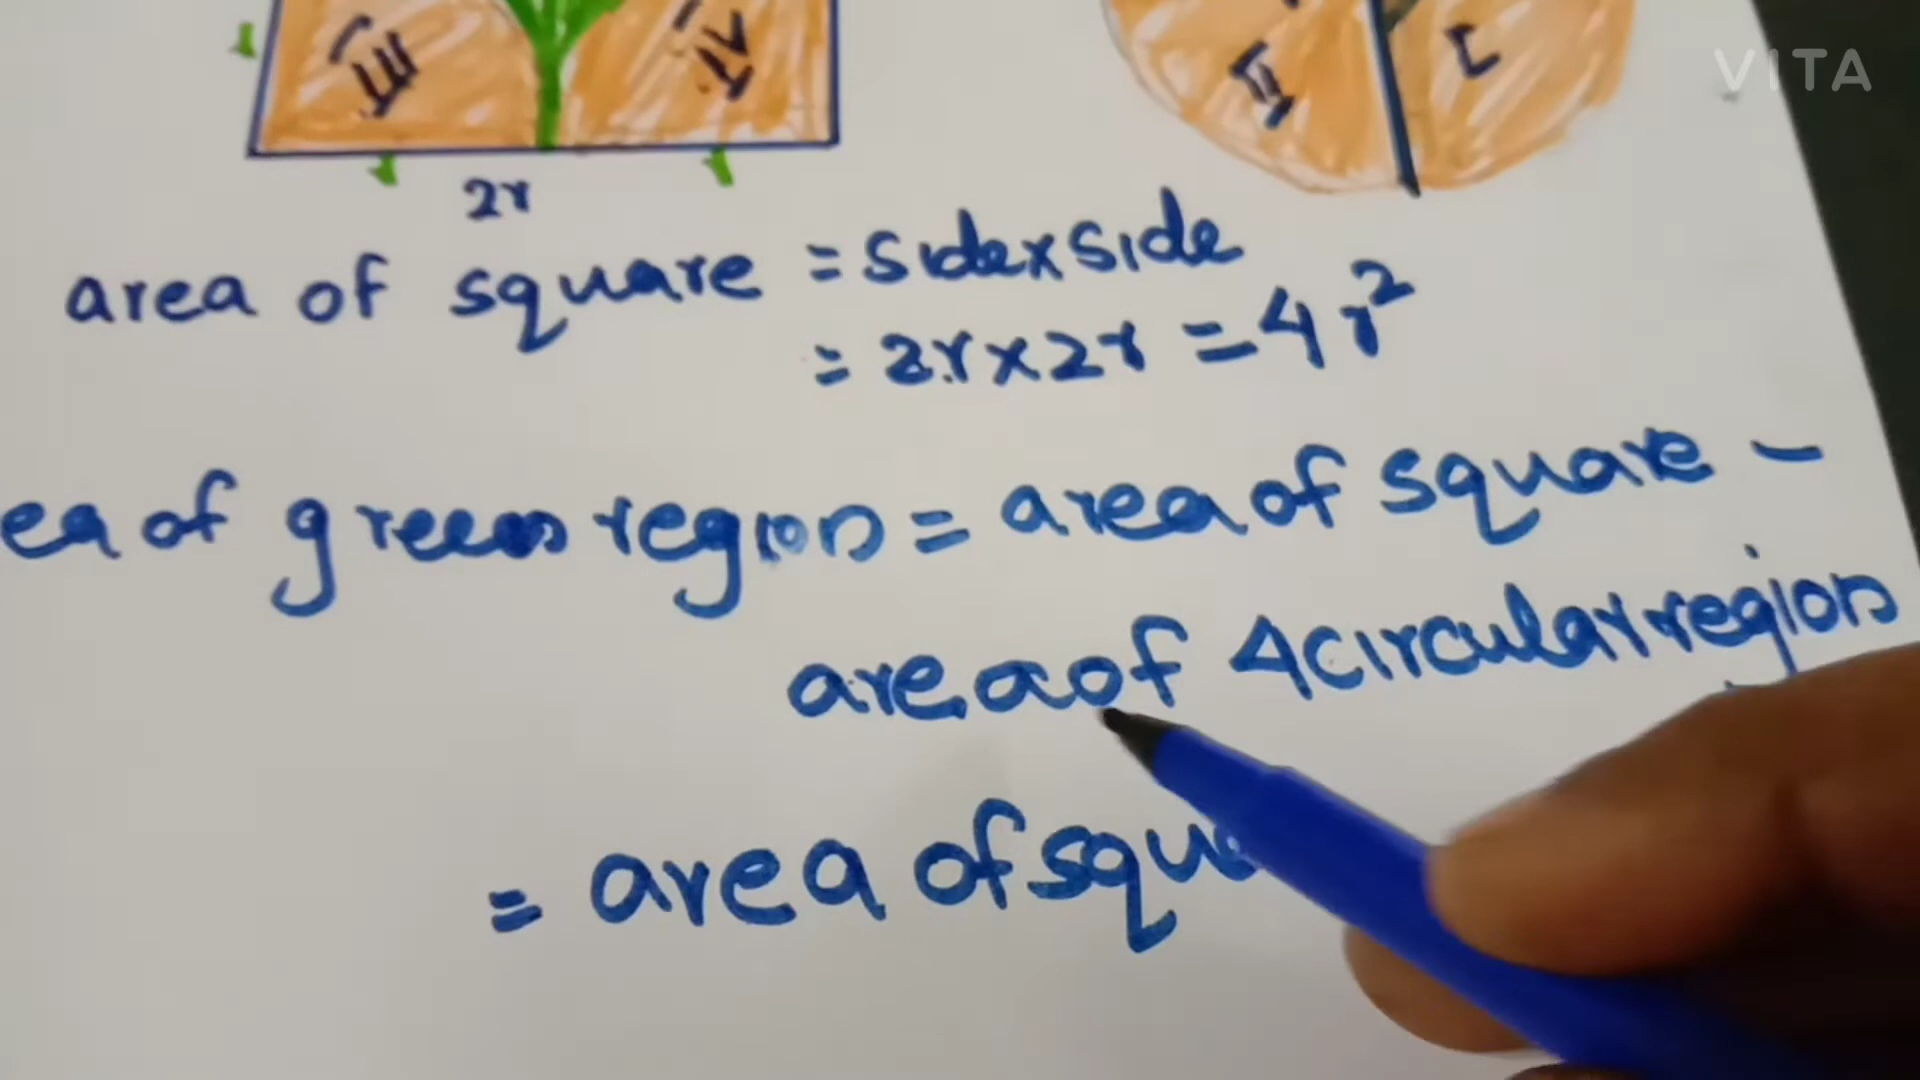 III IV II I
VITA
2r
area of square = side x side
= 2r x 2r = 4r²
ea of green region = area of square -
area of 4 circular region
= area of squ